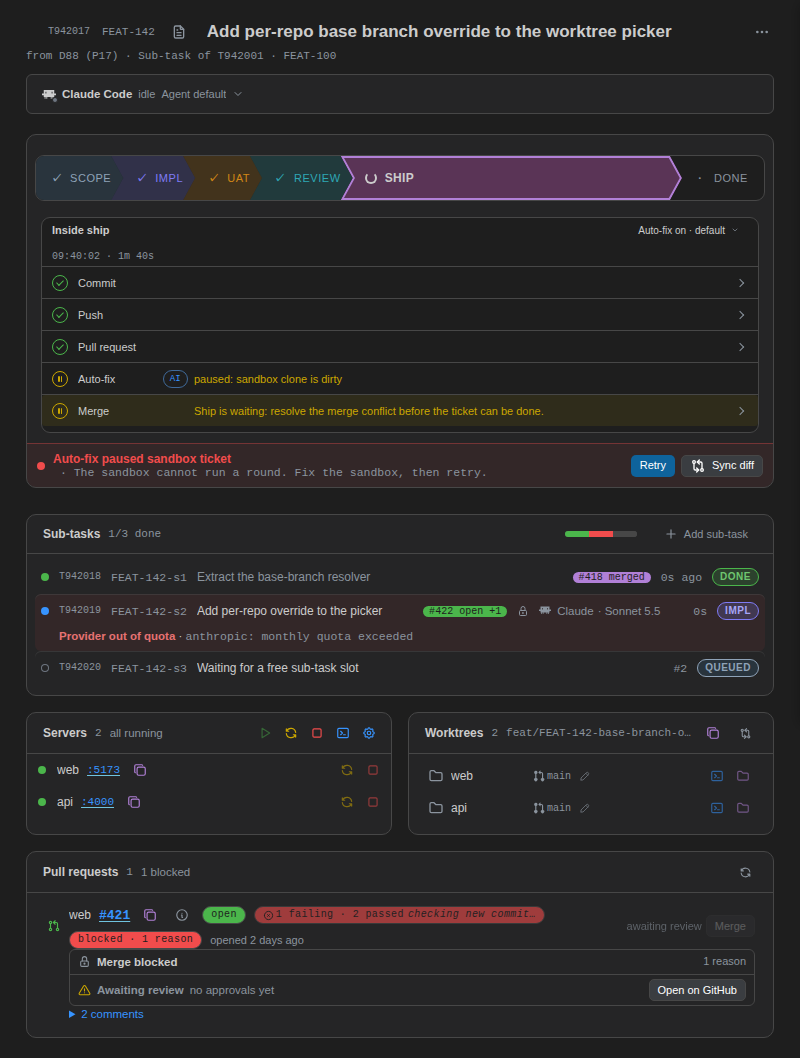 T942017 FEAT-142 Add per-repo base branch override to the worktree picker
from D88 (P17) · Sub-task of T942001 · FEAT-100
Claude Code idle Agent default
SCOPE IMPL UAT REVIEW SHIP DONE
Inside ship Auto-fix on · default
09:40:02 · 1m 40s
Commit
Push
Pull request
Auto-fix AI paused: sandbox clone is dirty
Merge Ship is waiting: resolve the merge conflict before the ticket can be done.
Auto-fix paused sandbox ticket
· The sandbox cannot run a round. Fix the sandbox, then retry.
Retry Sync diff
Sub-tasks 1/3 done Add sub-task
T942018 FEAT-142-s1 Extract the base-branch resolver #418 merged 0s ago DONE
T942019 FEAT-142-s2 Add per-repo override to the picker #422 open +1 Claude · Sonnet 5.5 0s IMPL
Provider out of quota · anthropic: monthly quota exceeded
T942020 FEAT-142-s3 Waiting for a free sub-task slot #2 QUEUED
Servers 2 all running
web :5173
api :4000
Worktrees 2 feat/FEAT-142-base-branch-o…
web main
api main
Pull requests 1 1 blocked
web #421 open 1 failing · 2 passed checking new commit…
blocked · 1 reason opened 2 days ago
awaiting review Merge
Merge blocked 1 reason
Awaiting review no approvals yet Open on GitHub
2 comments